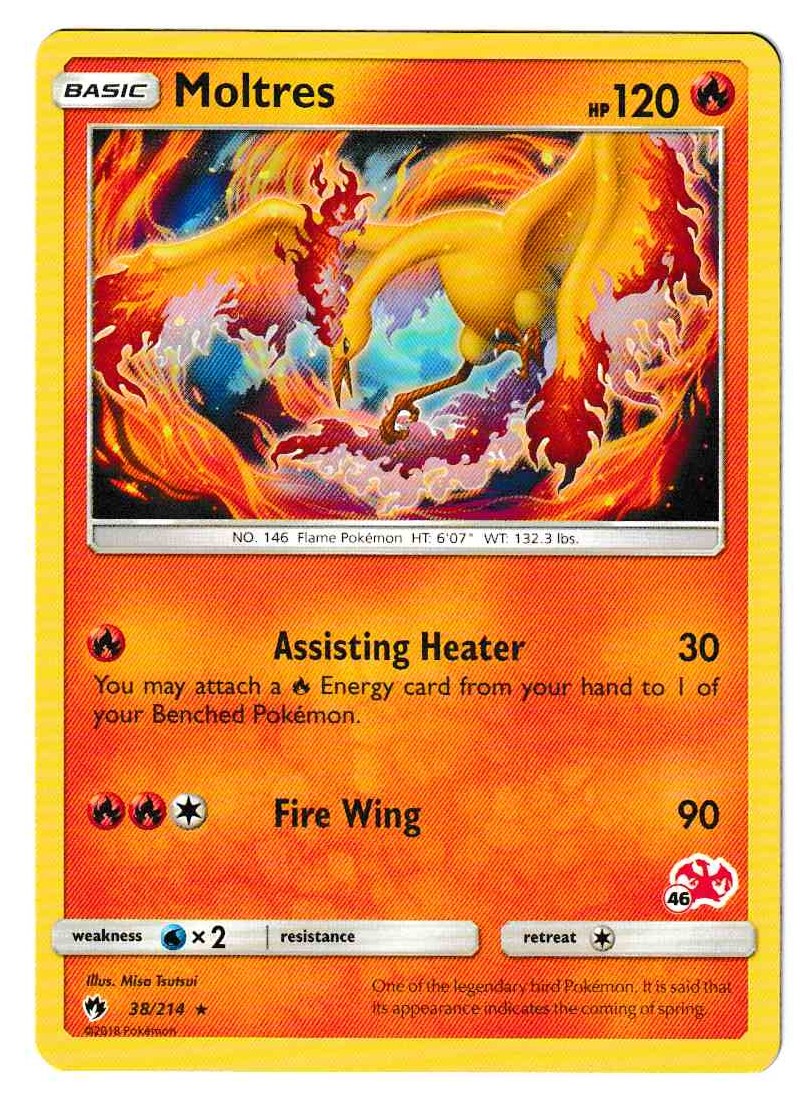 BASIC Moltres HP 120
NO. 146 Flame Pokémon HT: 6'07" WT: 132.3 lbs.
Assisting Heater 30
You may attach a Energy card from your hand to 1 of
your Benched Pokémon.
Fire Wing 90
46
weakness × 2 resistance retreat
Illus. Misa Tsutsui
One of the legendary bird Pokémon. It is said that
its appearance indicates the coming of spring.
38/214 ★
©2018 Pokémon